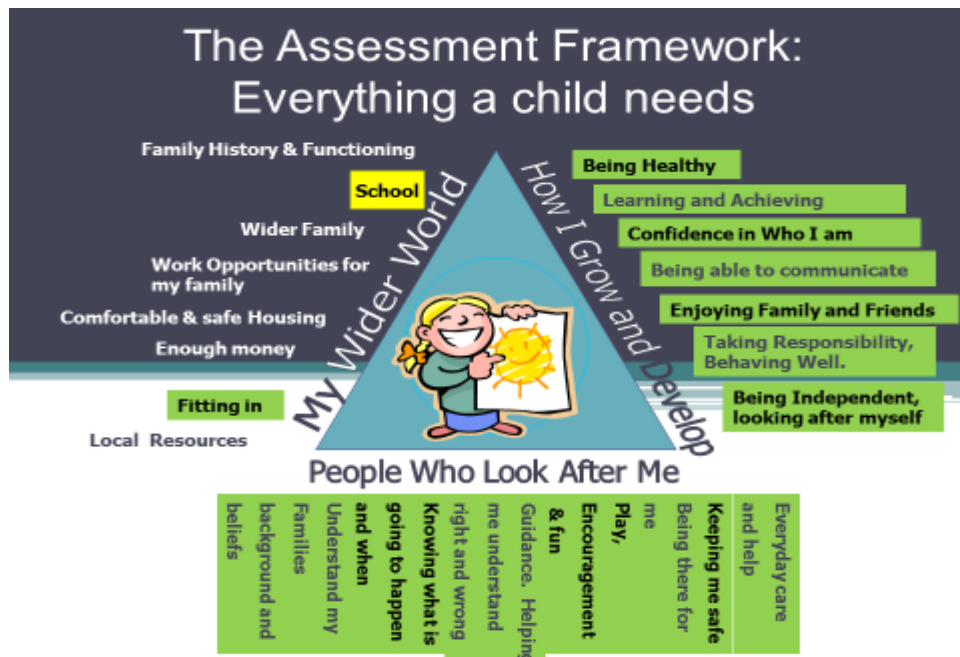 The Assessment Framework:
Everything a child needs
Family History & Functioning
School
Wider Family
Work Opportunities for
my family
Comfortable & safe Housing
Enough money
Fitting in
Local Resources
My Wider World
How I Grow and Develop
Being Healthy
Learning and Achieving
Confidence in Who I am
Being able to communicate
Enjoying Family and Friends
Taking Responsibility,
Behaving Well.
Being Independent,
looking after myself
People Who Look After Me
Everyday care
and help
Keeping me safe
Being there for
me
Play,
Encouragement
& fun
Guidance. Helping
me understand
right and wrong
Knowing what is
going to happen
and when
Understand my
Families
background and
beliefs